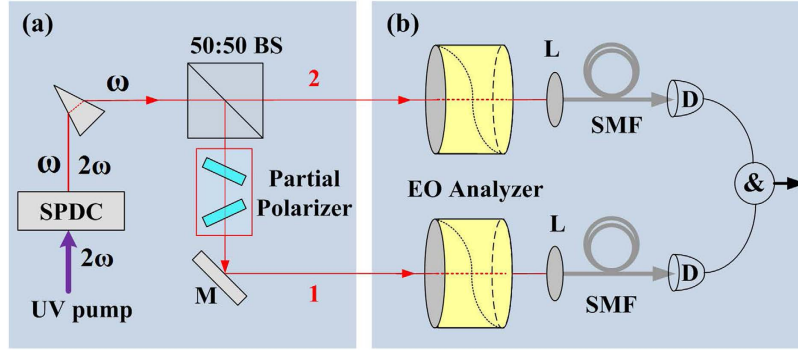 (a)
50:50 BS
ω
2
ω
2ω
SPDC
2ω
UV pump
Partial
Polarizer
M
1
(b)
L
D
SMF
EO Analyzer
&
L
D
SMF